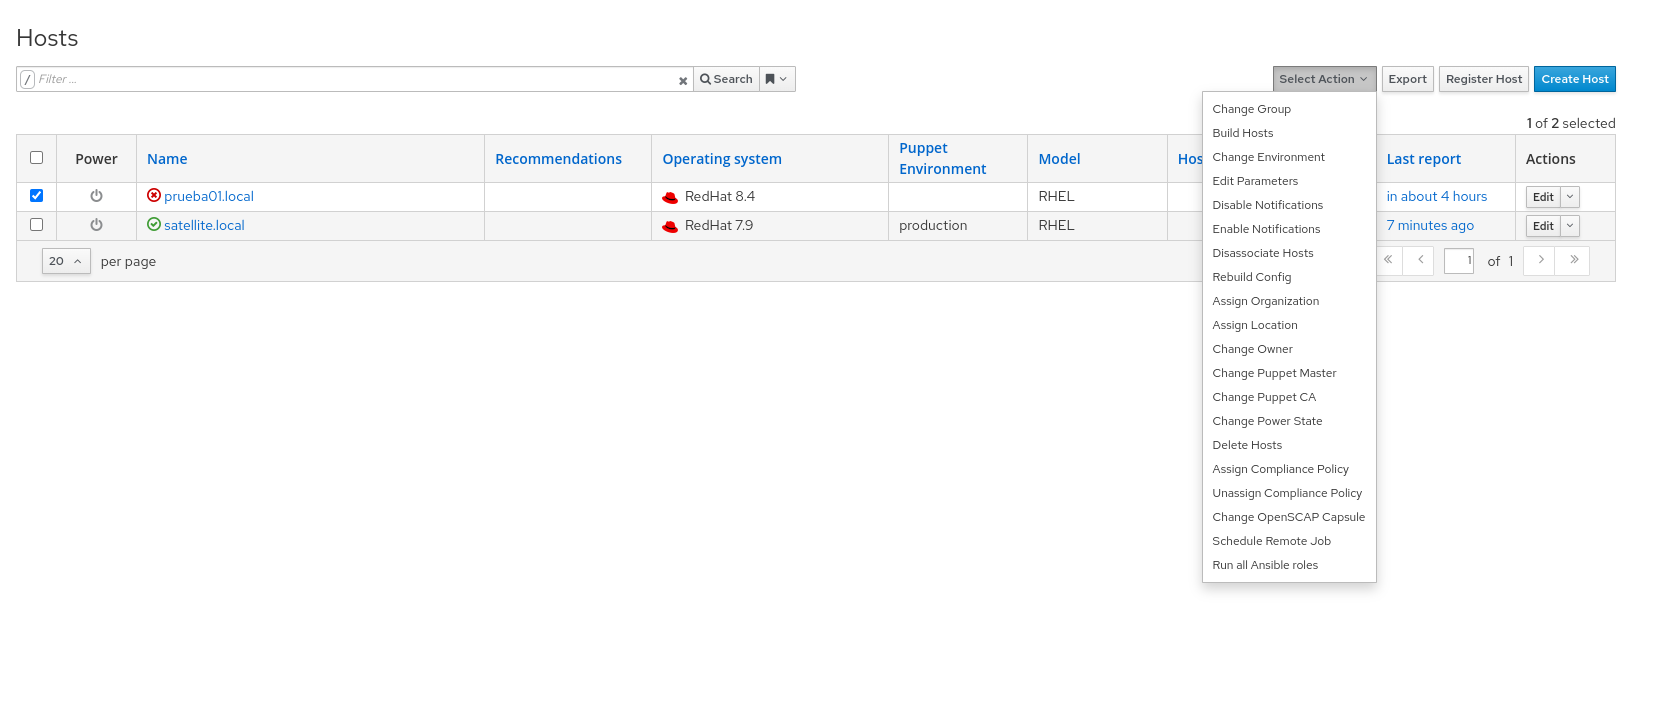 Hosts
/ Filter ...
Search
Select Action
Export
Register Host
Create Host
1 of 2 selected
Power
Name
Recommendations
Operating system
Puppet
Environment
Model
Hos
Last report
Actions
prueba01.local
RedHat 8.4
RHEL
in about 4 hours
Edit
satellite.local
RedHat 7.9
production
RHEL
7 minutes ago
Edit
20 per page
1 of 1
Change Group
Build Hosts
Change Environment
Edit Parameters
Disable Notifications
Enable Notifications
Disassociate Hosts
Rebuild Config
Assign Organization
Assign Location
Change Owner
Change Puppet Master
Change Puppet CA
Change Power State
Delete Hosts
Assign Compliance Policy
Unassign Compliance Policy
Change OpenSCAP Capsule
Schedule Remote Job
Run all Ansible roles